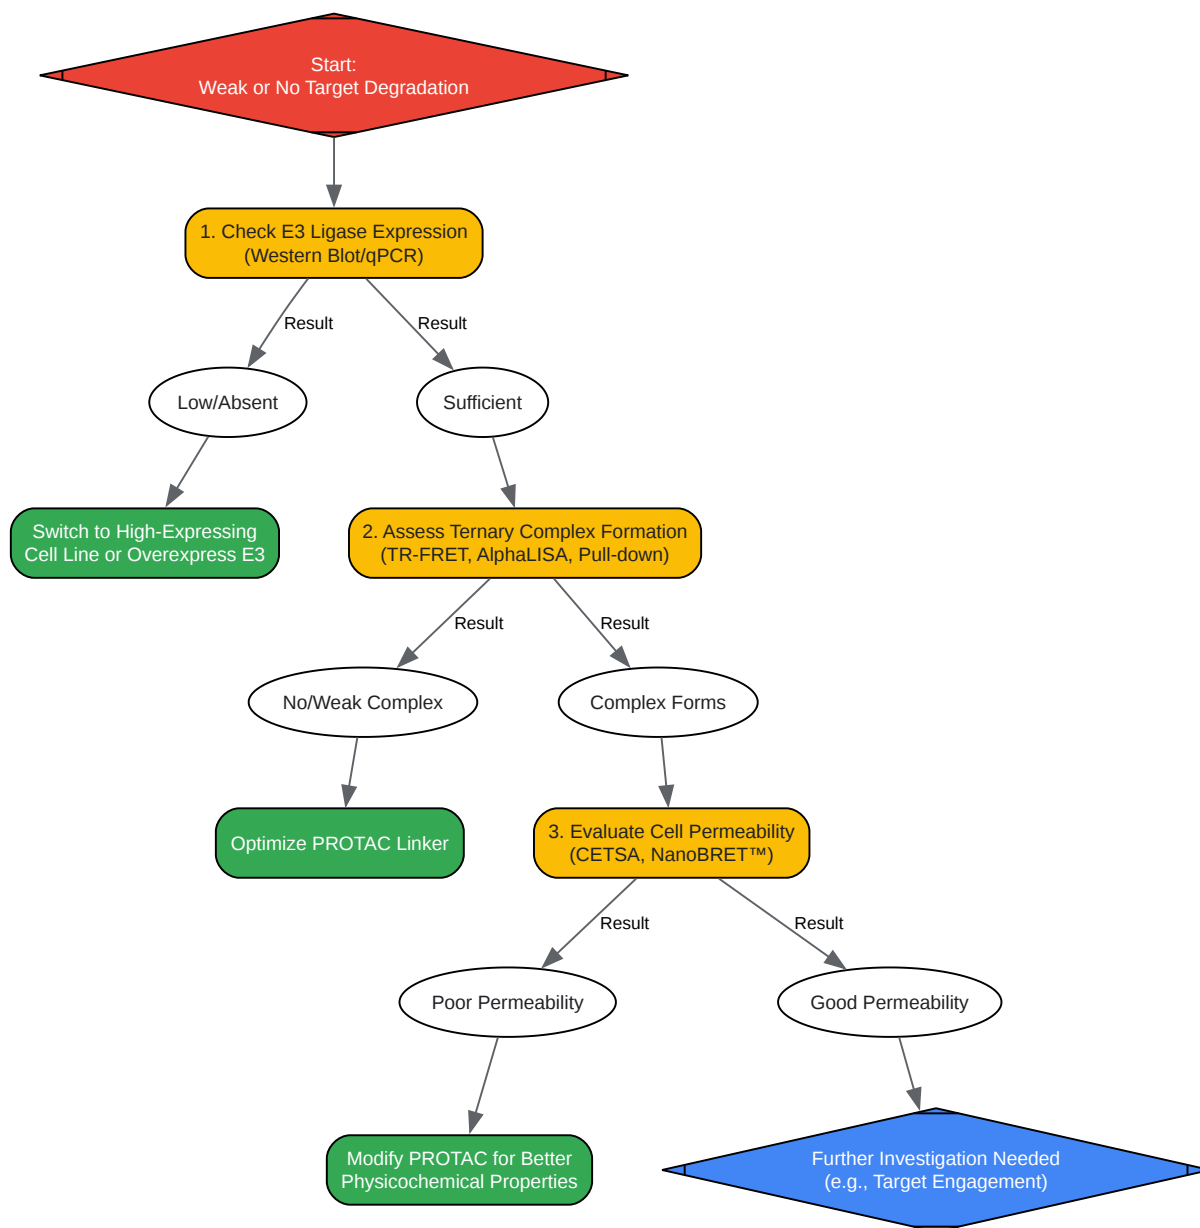 Start:
Weak or No Target Degradation
1. Check E3 Ligase Expression
(Western Blot/qPCR)
Result
Result
Low/Absent
Sufficient
Switch to High-Expressing
Cell Line or Overexpress E3
2. Assess Ternary Complex Formation
(TR-FRET, AlphaLISA, Pull-down)
Result
Result
No/Weak Complex
Complex Forms
Optimize PROTAC Linker
3. Evaluate Cell Permeability
(CETSA, NanoBRET™)
Result
Result
Poor Permeability
Good Permeability
Modify PROTAC for Better
Physicochemical Properties
Further Investigation Needed
(e.g., Target Engagement)